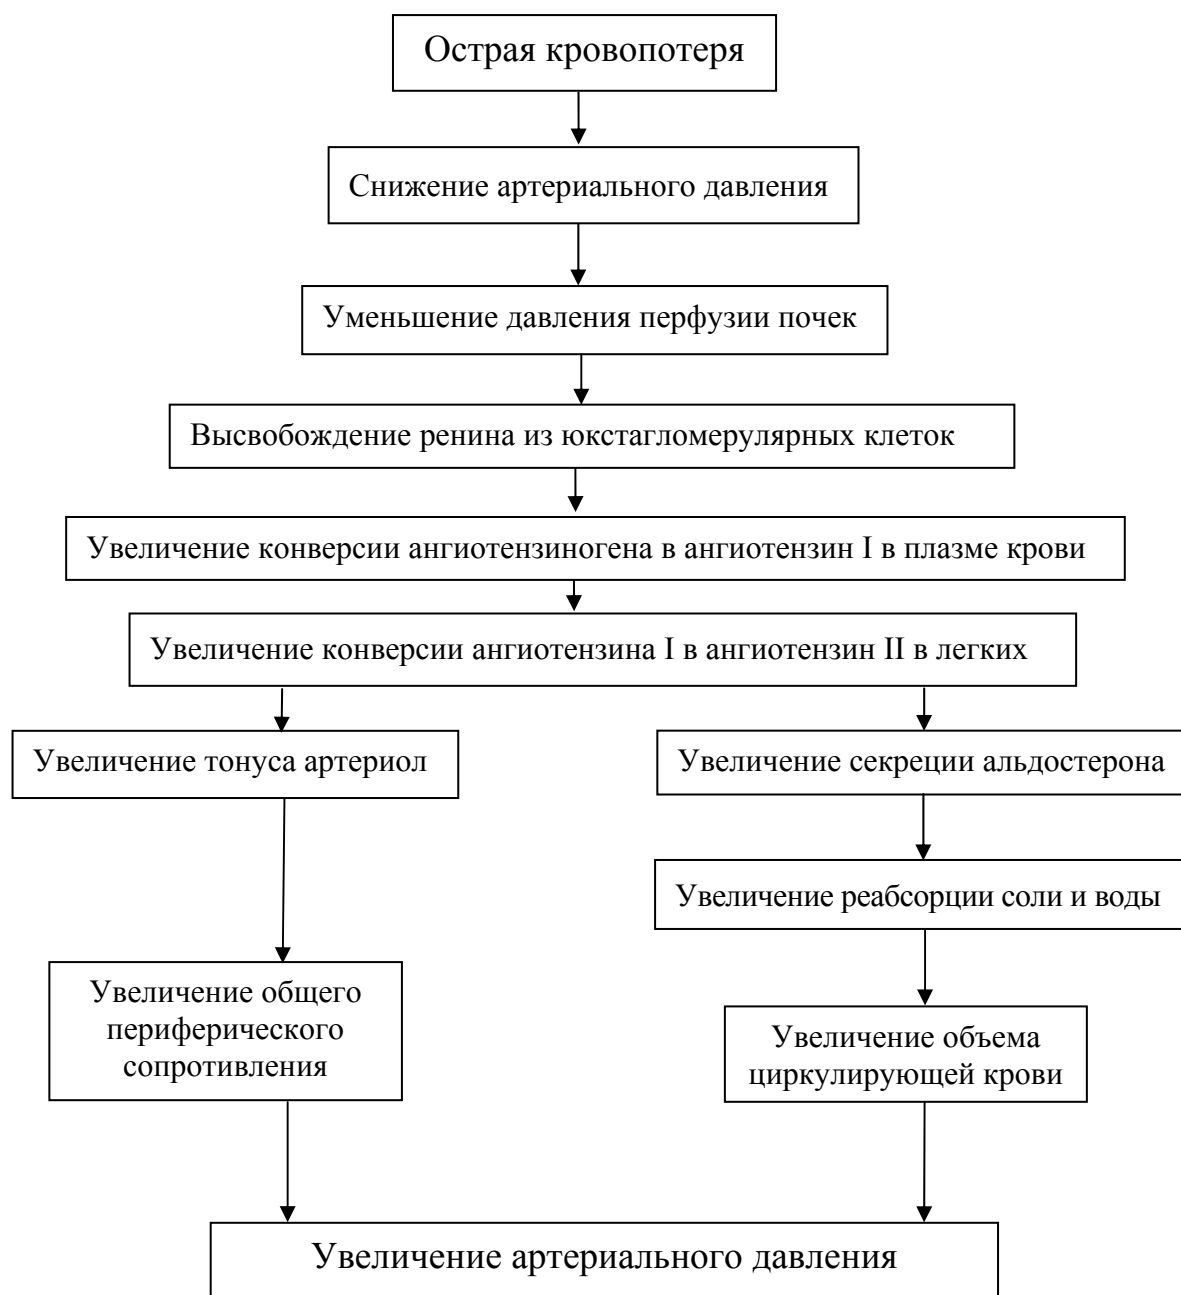 Острая кровопотеря
Снижение артериального давления
Уменьшение давления перфузии почек
Высвобождение ренина из юкстагломерулярных клеток
Увеличение конверсии ангиотензиногена в ангиотензин I в плазме крови
Увеличение конверсии ангиотензина I в ангиотензин II в легких
Увеличение тонуса артериол
Увеличение секреции альдостерона
Увеличение реабсорции соли и воды
Увеличение общего
периферического
сопротивления
Увеличение объема
циркулирующей крови
Увеличение артериального давления